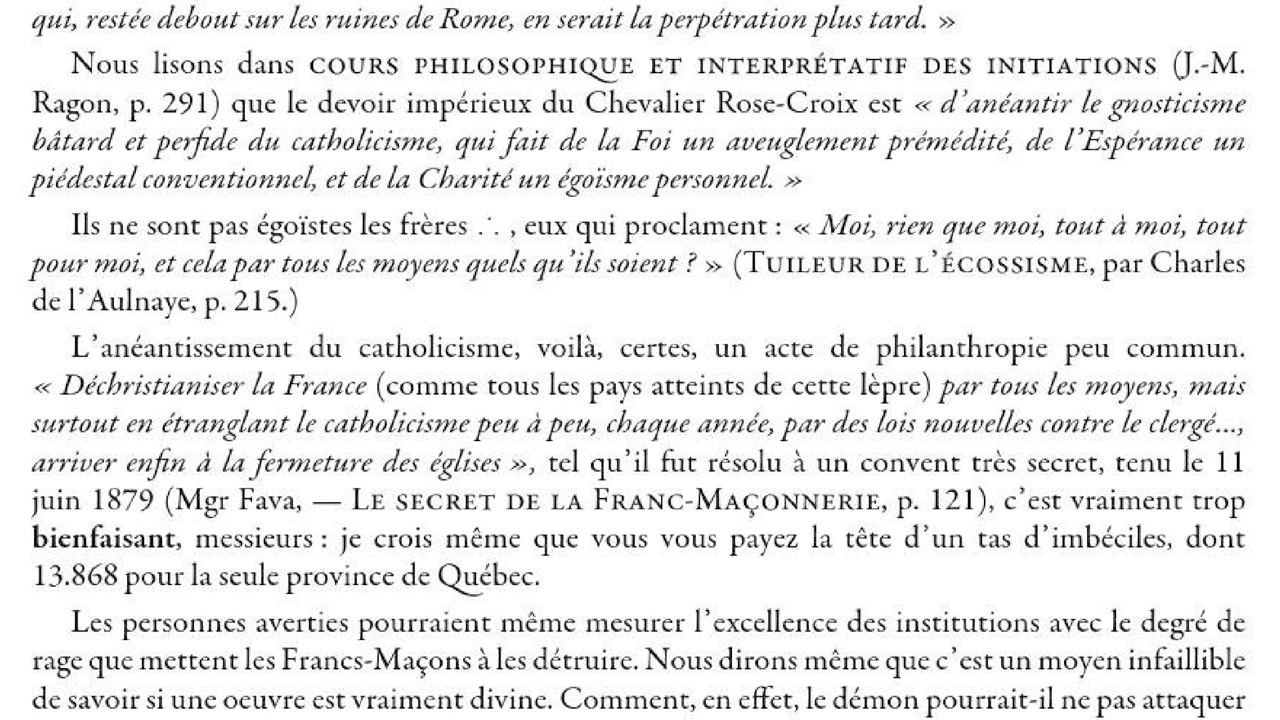 qui, restée debout sur les ruines de Rome, en serait la perpétration plus tard. »
Nous lisons dans COURS PHILOSOPHIQUE ET INTERPRÉTATIF DES INITIATIONS (J.-M.
Ragon, p. 291) que le devoir impérieux du Chevalier Rose-Croix est « d’anéantir le gnosticisme
bâtard et perfide du catholicisme, qui fait de la Foi un aveuglement prémédité, de l’Espérance un
piédestal conventionnel, et de la Charité un égoïsme personnel. »
Ils ne sont pas égoïstes les frères ∴ , eux qui proclament : « Moi, rien que moi, tout à moi, tout
pour moi, et cela par tous les moyens quels qu’ils soient ? » (TUILEUR DE L’ÉCOSSISME, par Charles
de l’Aulnaye, p. 215.)
L’anéantissement du catholicisme, voilà, certes, un acte de philanthropie peu commun.
« Déchristianiser la France (comme tous les pays atteints de cette lèpre) par tous les moyens, mais
surtout en étranglant le catholicisme peu à peu, chaque année, par des lois nouvelles contre le clergé...,
arriver enfin à la fermeture des églises », tel qu’il fut résolu à un convent très secret, tenu le 11
juin 1879 (Mgr Fava, — LE SECRET DE LA FRANC-MAÇONNERIE, p. 121), c’est vraiment trop
bienfaisant, messieurs : je crois même que vous vous payez la tête d’un tas d’imbéciles, dont
13.868 pour la seule province de Québec.
Les personnes averties pourraient même mesurer l’excellence des institutions avec le degré de
rage que mettent les Francs-Maçons à les détruire. Nous dirons même que c’est un moyen infaillible
de savoir si une oeuvre est vraiment divine. Comment, en effet, le démon pourrait-il ne pas attaquer